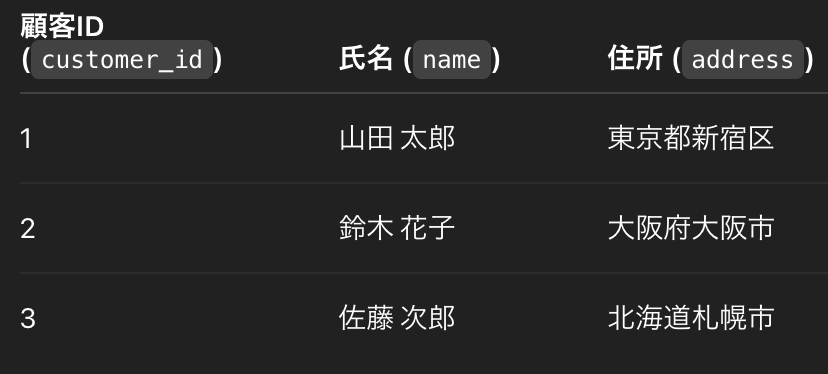 顧客ID
(customer_id) 氏名 (name) 住所 (address)
1 山田 太郎 東京都新宿区
2 鈴木 花子 大阪府大阪市
3 佐藤 次郎 北海道札幌市